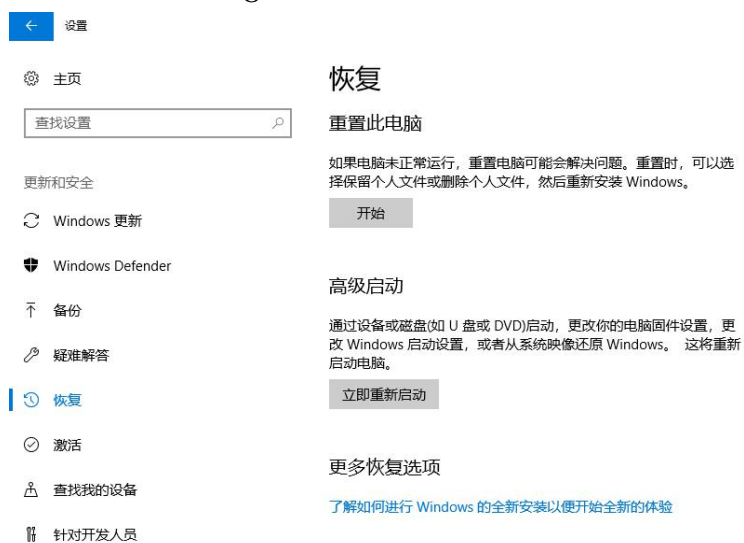 设置
主页
查找设置
更新和安全
Windows 更新
Windows Defender
备份
疑难解答
恢复
激活
查找我的设备
针对开发人员
恢复
重置此电脑
如果电脑未正常运行，重置电脑可能会解决问题。重置时，可以选
择保留个人文件或删除个人文件，然后重新安装 Windows。
开始
高级启动
通过设备或磁盘(如 U 盘或 DVD)启动，更改你的电脑固件设置，更
改 Windows 启动设置，或者从系统映像还原 Windows。 这将重新
启动电脑。
立即重新启动
更多恢复选项
了解如何进行 Windows 的全新安装以便开始全新的体验